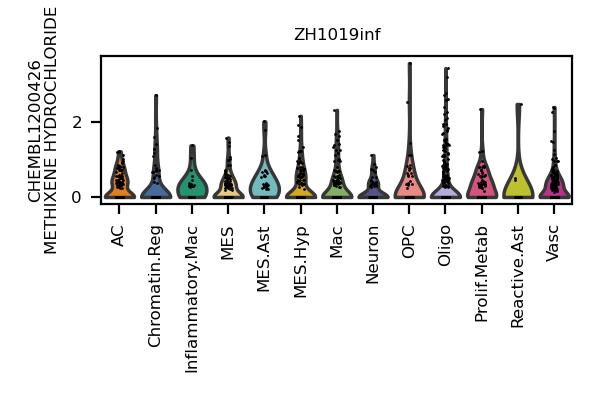 ZH1019inf
CHEMBL1200426
METHIXENE HYDROCHLORIDE
2
0
AC
Chromatin.Reg
Inflammatory.Mac
MES
MES.Ast
MES.Hyp
Mac
Neuron
OPC
Oligo
Prolif.Metab
Reactive.Ast
Vasc